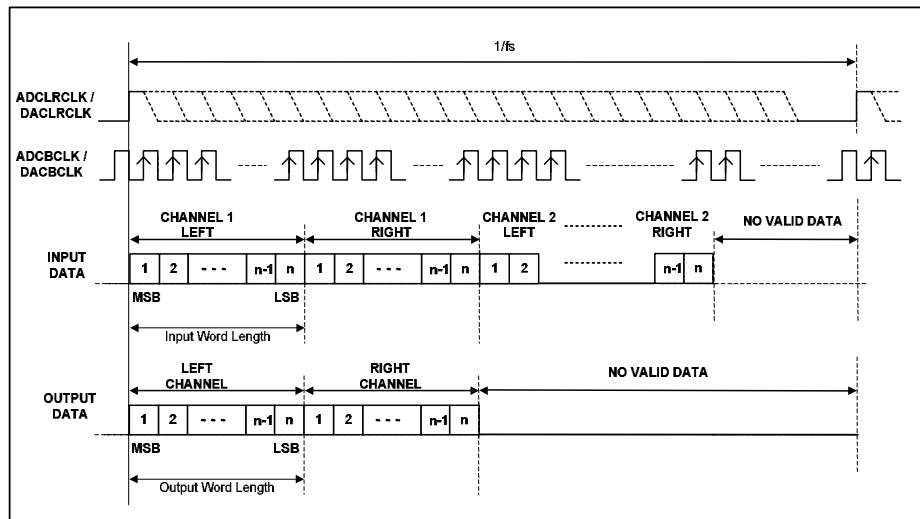 1/fs
ADCLRCLK /
DACLRCLK
ADCBCLK /
DACBCLK
CHANNEL 1
LEFT
CHANNEL 1
RIGHT
CHANNEL 2
LEFT
CHANNEL 2
RIGHT
NO VALID DATA
INPUT
DATA
1 2 - - - n-1 n 1 2 - - - n-1 n 1 2 n-1 n
MSB LSB
Input Word Length
LEFT
CHANNEL
RIGHT
CHANNEL
NO VALID DATA
OUTPUT
DATA
1 2 - - - n-1 n 1 2 - - - n-1 n
MSB LSB
Output Word Length